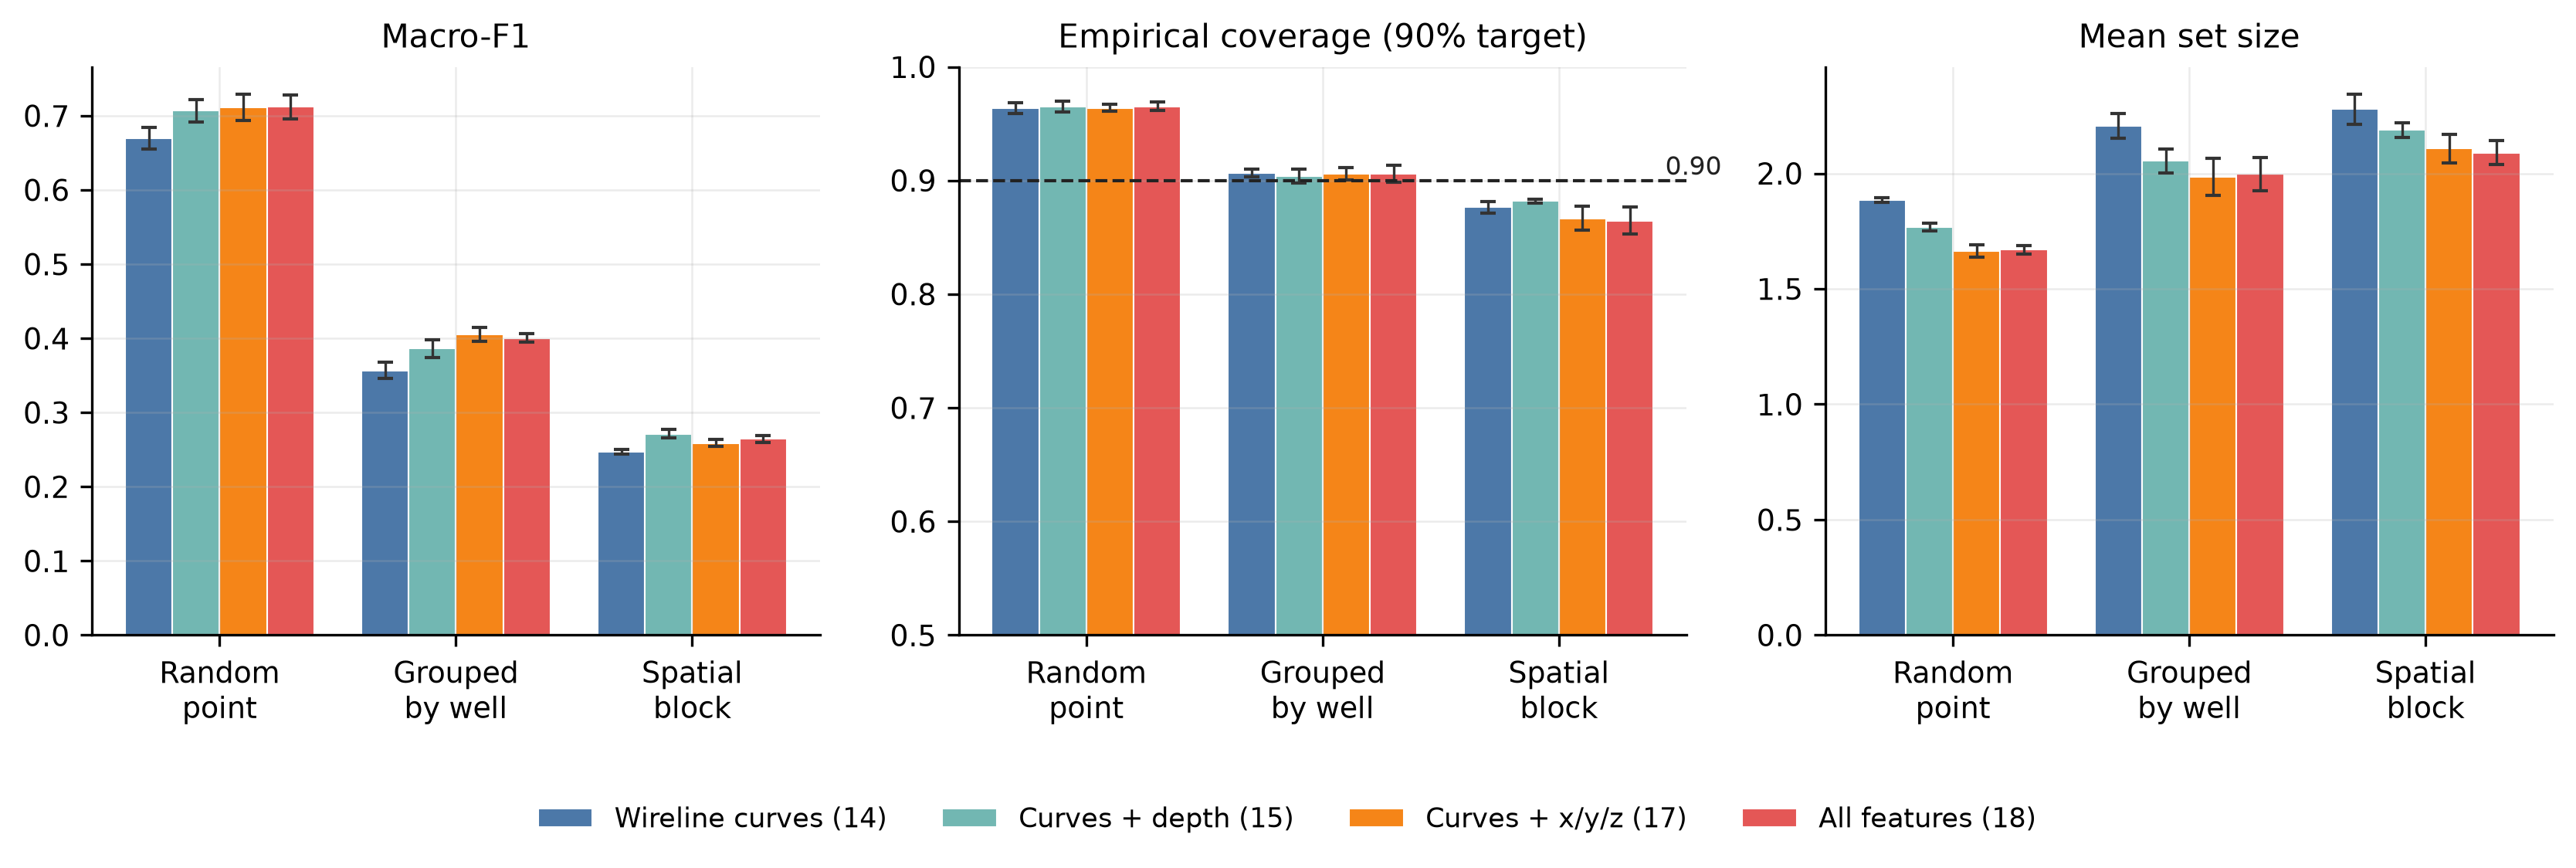 Macro-F1
0.7
0.6
0.5
0.4
0.3
0.2
0.1
0.0
Random
point
Grouped
by well
Spatial
block
Empirical coverage (90% target)
1.0
0.9
0.8
0.7
0.6
0.5
0.90
Random
point
Grouped
by well
Spatial
block
Mean set size
2.0
1.5
1.0
0.5
0.0
Random
point
Grouped
by well
Spatial
block
Wireline curves (14)
Curves + depth (15)
Curves + x/y/z (17)
All features (18)